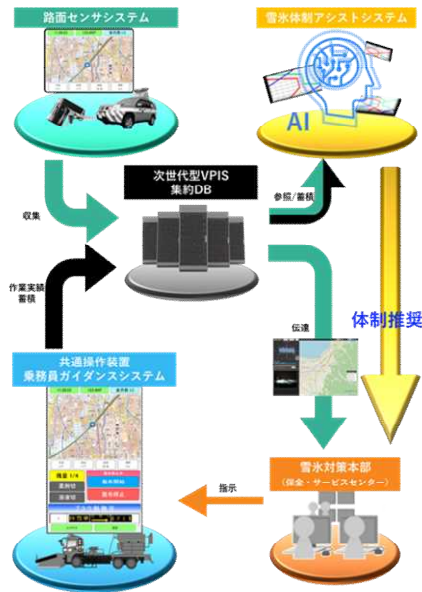 路面センサシステム
雪氷体制アシストシステム
AI
次世代型VPIS
集約DB
収集
参照/蓄積
作業実績
蓄積
伝達
体制推奨
共通操作装置
乗務員ガイダンスシステム
雪氷対策本部
(保全・サービスセンター)
指示